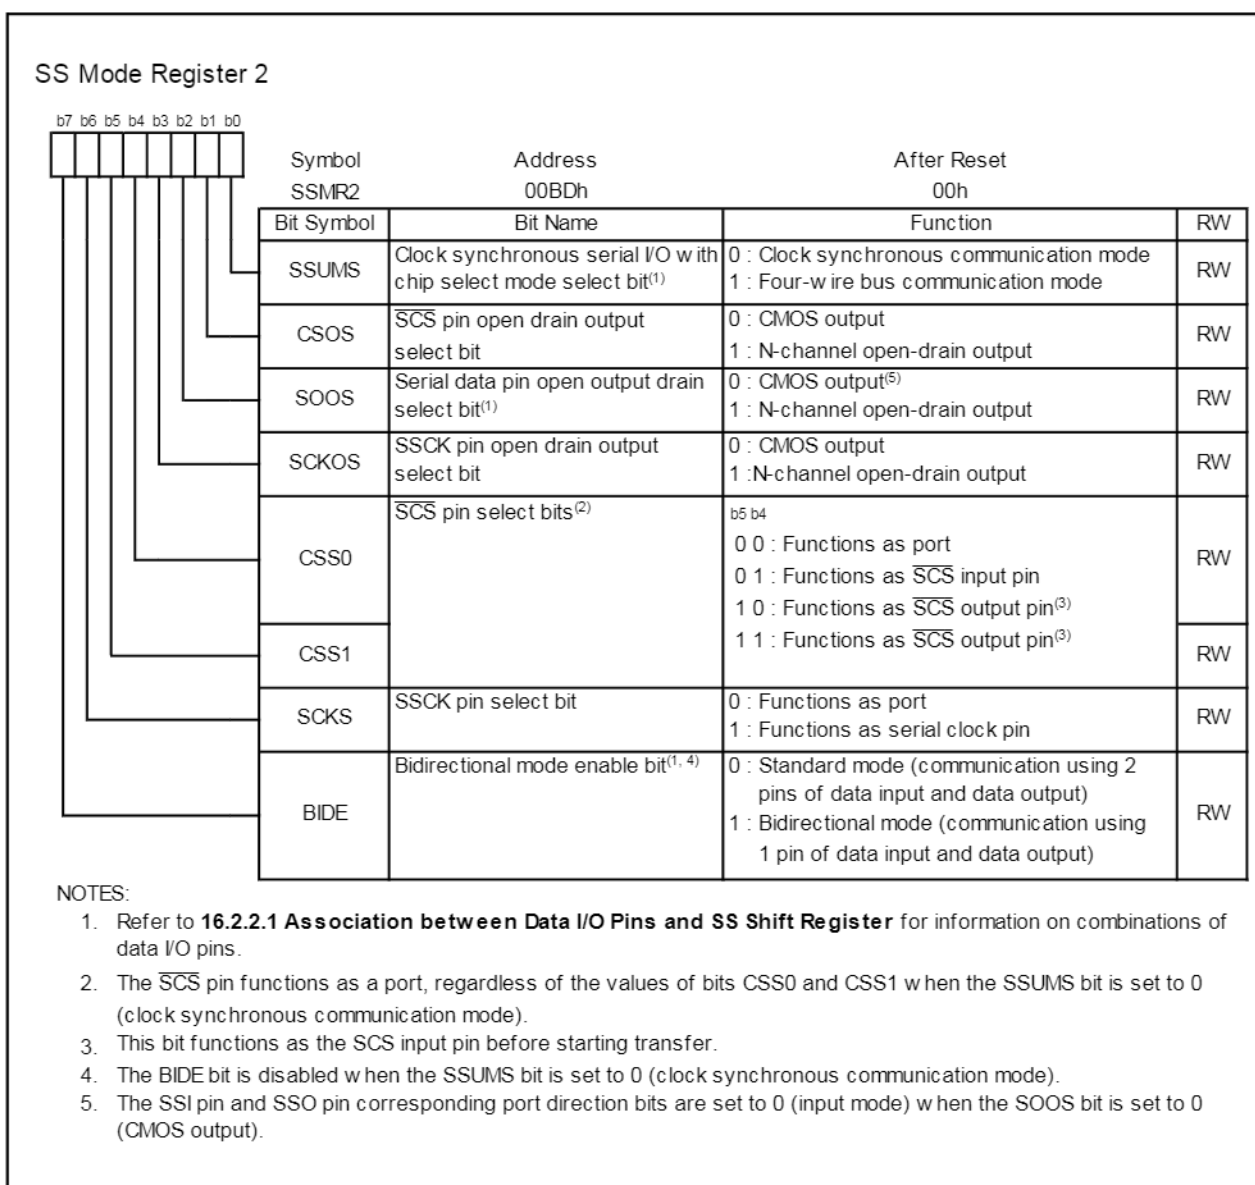 SS Mode Register 2
b7 b6 b5 b4 b3 b2 b1 b0
Symbol Address After Reset
SSMR2 00BDh 00h
Bit Symbol Bit Name Function RW
SSUMS Clock synchronous serial I/O with chip select mode select bit(1) 0 : Clock synchronous communication mode RW
1 : Four-wire bus communication mode
CSOS SCS pin open drain output select bit 0 : CMOS output RW
1 : N-channel open-drain output
SOOS Serial data pin open output drain select bit(1) 0 : CMOS output(5) RW
1 : N-channel open-drain output
SCKOS SSCK pin open drain output select bit 0 : CMOS output RW
1 :N-channel open-drain output
CSS0 SCS pin select bits(2) b5 b4 RW
0 0 : Functions as port
0 1 : Functions as SCS input pin
1 0 : Functions as SCS output pin(3)
1 1 : Functions as SCS output pin(3)
CSS1 RW
SCKS SSCK pin select bit 0 : Functions as port RW
1 : Functions as serial clock pin
BIDE Bidirectional mode enable bit(1, 4) 0 : Standard mode (communication using 2 RW
pins of data input and data output)
1 : Bidirectional mode (communication using
1 pin of data input and data output)
NOTES:
1. Refer to 16.2.2.1 Association between Data I/O Pins and SS Shift Register for information on combinations of
data I/O pins.
2. The SCS pin functions as a port, regardless of the values of bits CSS0 and CSS1 when the SSUMS bit is set to 0
(clock synchronous communication mode).
3. This bit functions as the SCS input pin before starting transfer.
4. The BIDE bit is disabled when the SSUMS bit is set to 0 (clock synchronous communication mode).
5. The SSI pin and SSO pin corresponding port direction bits are set to 0 (input mode) when the SOOS bit is set to 0
(CMOS output).